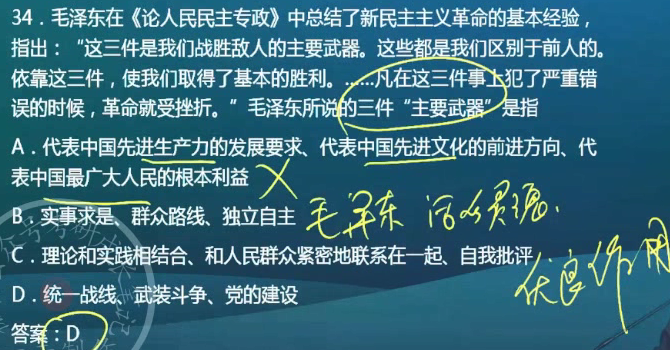 34．毛泽东在《论人民民主专政》中总结了新民主主义革命的基本经验，
指出：“这三件是我们战胜敌人的主要武器。这些都是我们区别于前人的。
依靠这三件，使我们取得了基本的胜利。……凡在这三件事上犯了严重错
误的时候，革命就受挫折。”毛泽东所说的三件“主要武器”是指
A．代表中国先进生产力的发展要求、代表中国先进文化的前进方向、代
表中国最广大人民的根本利益
B．实事求是、群众路线、独立自主 毛泽东 活的灵魂.
C．理论和实践相结合、和人民群众紧密地联系在一起、自我批评
优良作用
D．统一战线、武装斗争、党的建设
答案：D